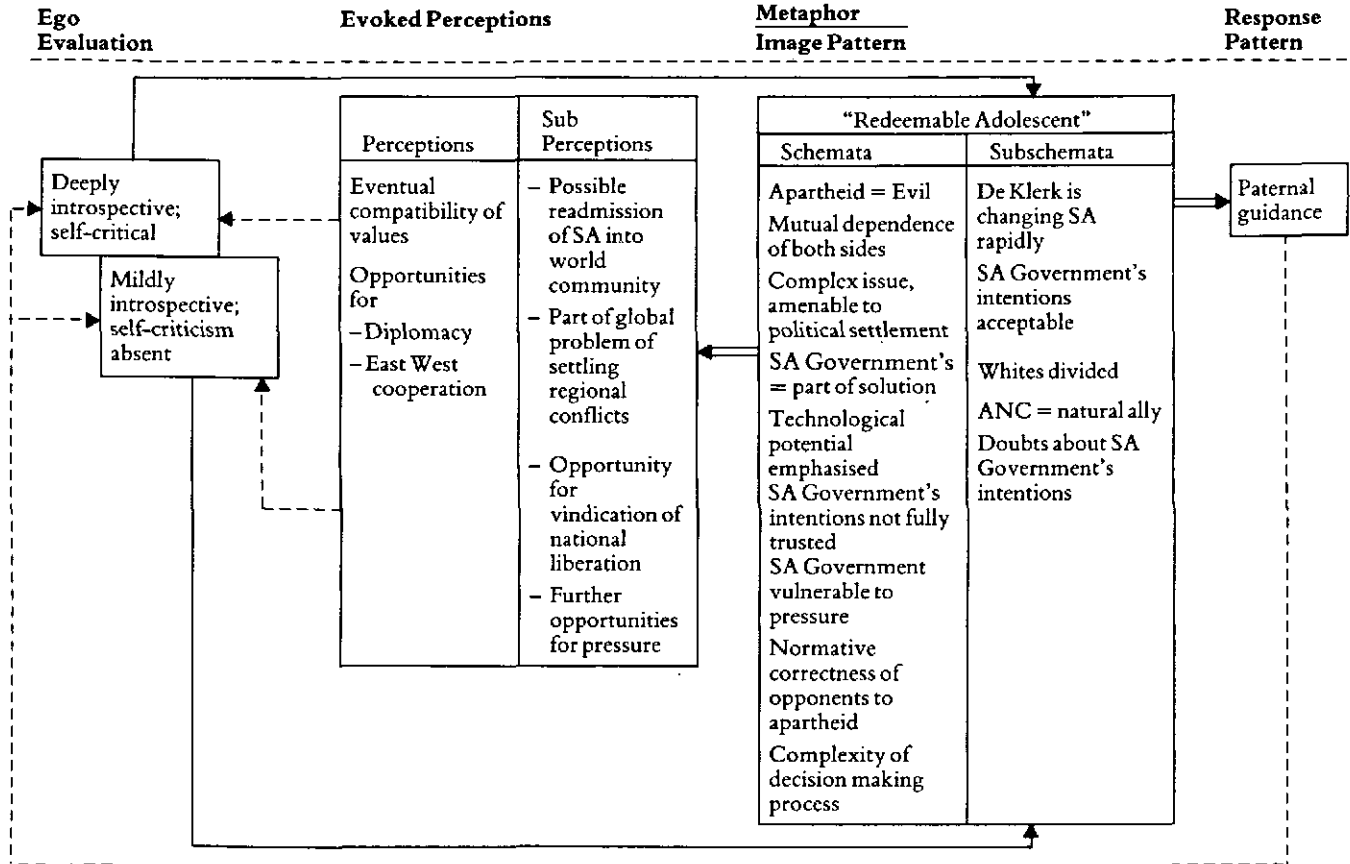 Ego
Evaluation
Evoked Perceptions
Metaphor
Image Pattern
Response
Pattern
Deeply
introspective;
self-critical
Mildly
introspective;
self-criticism
absent
Perceptions
Eventual
compatibility of
values
Opportunities
for
–Diplomacy
–East West
cooperation
Sub
Perceptions
– Possible
readmission
of SA into
world
community
– Part of global
problem of
settling
regional
conflicts
– Opportunity
for
vindication of
national
liberation
– Further
opportunities
for pressure
“Redeemable Adolescent”
Schemata
Apartheid = Evil
Mutual dependence
of both sides
Complex issue,
amenable to
political settlement
SA Government's
= part of solution
Technological
potential
emphasised
SA Government's
intentions not fully
trusted
SA Government
vulnerable to
pressure
Normative
correctness of
opponents to
apartheid
Complexity of
decision making
process
Subschemata
De Klerk is
changing SA
rapidly
SA Government's
intentions
acceptable
Whites divided
ANC = natural ally
Doubts about SA
Government's
intentions
Paternal
guidance